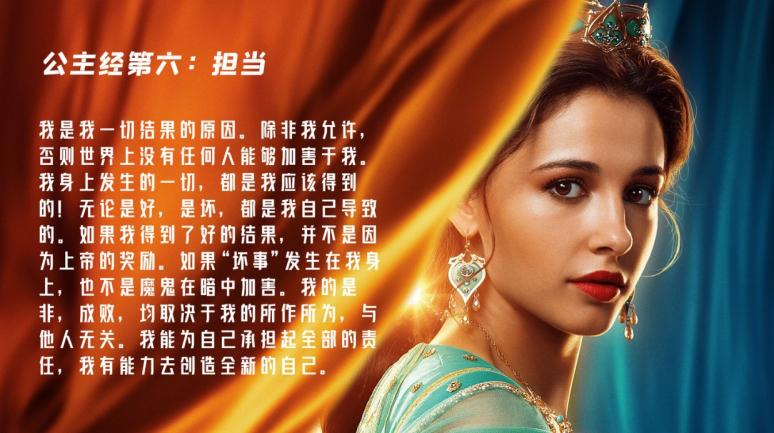 公主经第六：担当
我是我一切结果的原因。除非我允许，
否则世界上没有任何人能够加害于我。
我身上发生的一切，都是我应该得到
的！无论是好，是坏，都是我自己导致
的。如果我得到了好的结果，并不是因
为上帝的奖励。如果“坏事”发生在我身
上，也不是魔鬼在暗中加害。我的是
非，成败，均取决于我的所作所为，与
他人无关。我能为自己承担起全部的责
任，我有能力去创造全新的自己。